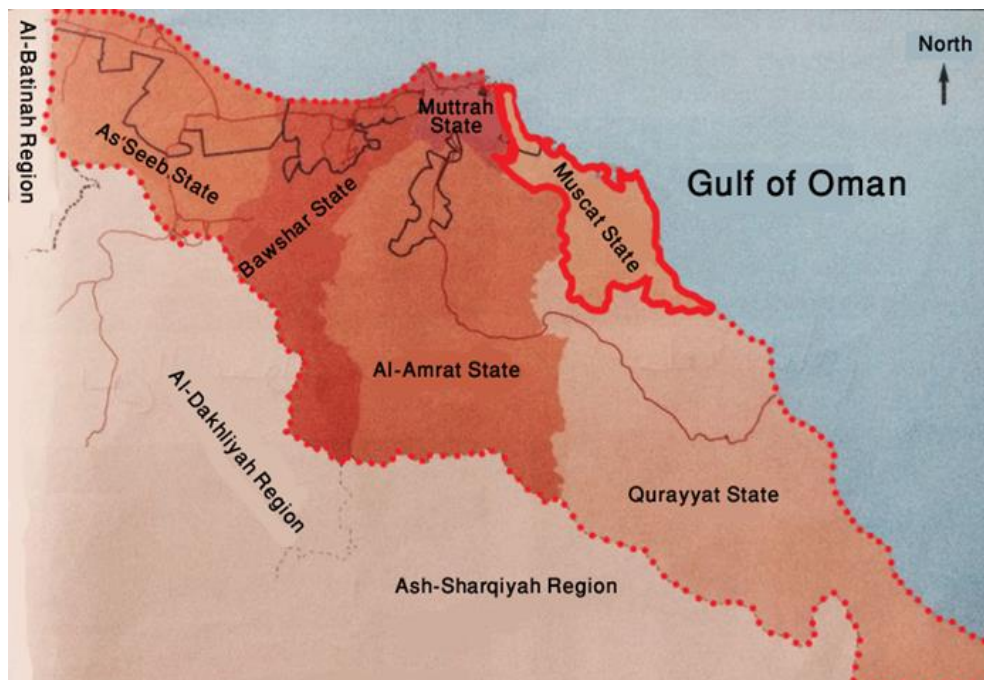 Al-Batinah Region
As'Seeb.State
Bawshar State
Muttrah
State
Muscat State
North
Gulf of Oman
Al-Amrat State
Al-Dakhliyah Region
Qurayyat State
Ash-Sharqiyah Region